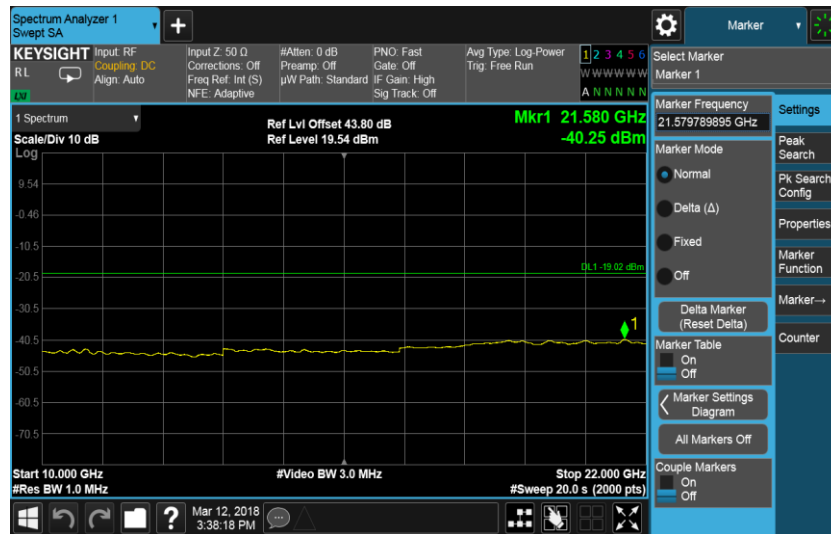 Spectrum Analyzer 1
Swept SA
+
Marker
KEYSIGHT
RL
LXI
Input: RF
Coupling: DC
Align: Auto
Input Z: 50 Ω
Corrections: Off
Freq Ref: Int (S)
NFE: Adaptive
#Atten: 0 dB
Preamp: Off
µW Path: Standard
PNO: Fast
Gate: Off
IF Gain: High
Sig Track: Off
Avg Type: Log-Power
Trig: Free Run
1 2 3 4 5 6
W W W W W W
A N N N N N
Select Marker
Marker 1
1 Spectrum
Scale/Div 10 dB
Log
Ref Lvl Offset 43.80 dB
Ref Level 19.54 dBm
Mkr1 21.580 GHz
-40.25 dBm
9.54
-0.46
-10.5
-20.5
-30.5
-40.5
-50.5
-60.5
-70.5
DL1 -19.02 dBm
1
Start 10.000 GHz
#Res BW 1.0 MHz
#Video BW 3.0 MHz
Stop 22.000 GHz
#Sweep 20.0 s (2000 pts)
Marker Frequency
21.579789895 GHz
Marker Mode
Normal
Delta (Δ)
Fixed
Off
Delta Marker
(Reset Delta)
Marker Table
On
Off
Marker Settings
Diagram
All Markers Off
Couple Markers
On
Off
Settings
Peak
Search
Pk Search
Config
Properties
Marker
Function
Marker→
Counter
?
Mar 12, 2018
3:38:18 PM